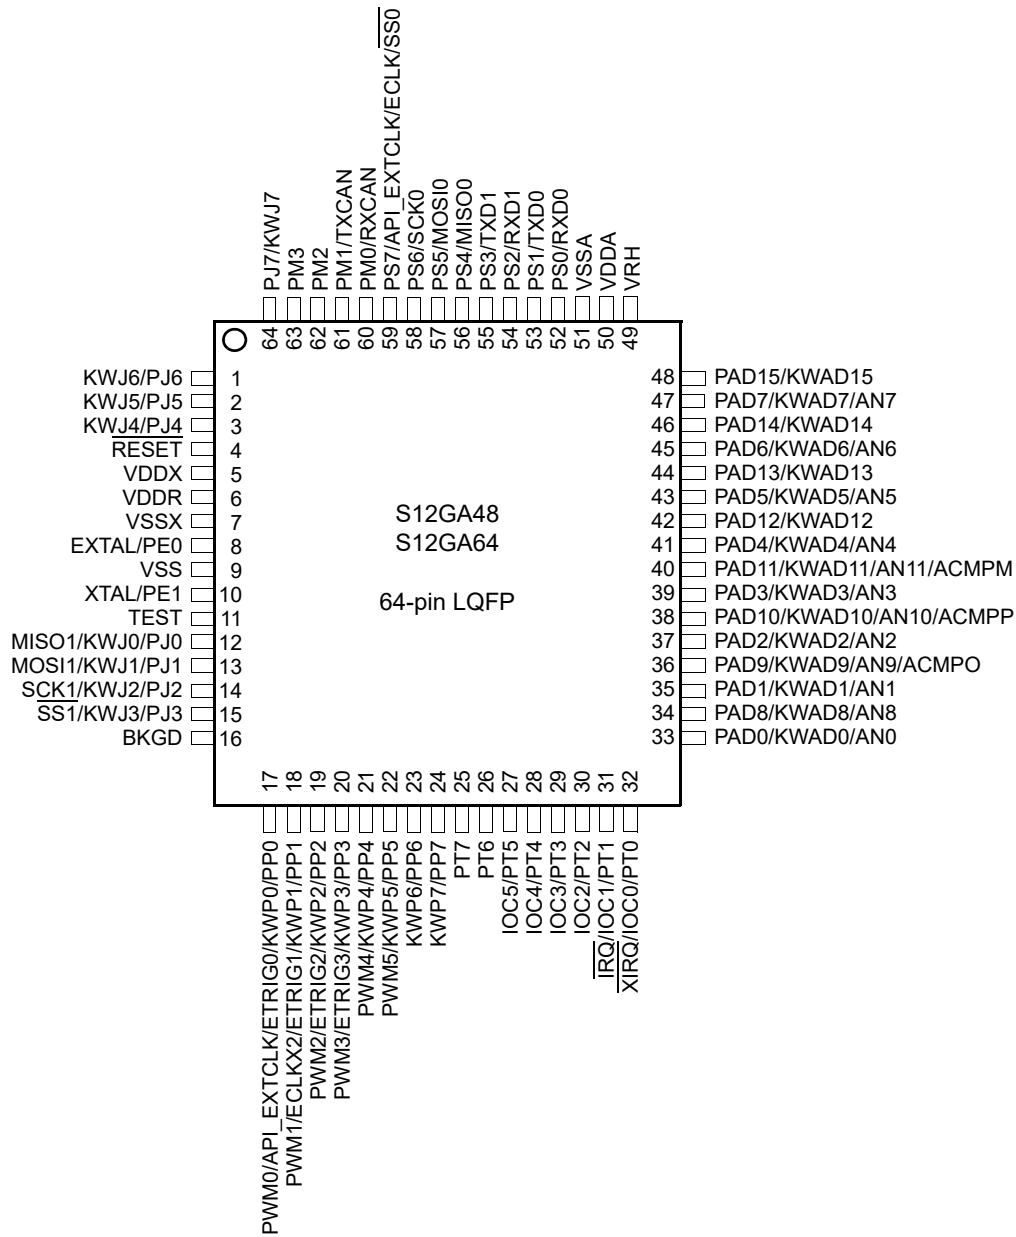 PJ7/KWJ7
PM3
PM2
PM1/TXCAN
PM0/RXCAN
PS7/API_EXTCLK/ECLK/SS0
PS6/SCK0
PS5/MOSI0
PS4/MISO0
PS3/TXD1
PS2/RXD1
PS1/TXD0
PS0/RXD0
VSSA
VDDA
VRH
64
63
62
61
60
59
58
57
56
55
54
53
52
51
50
49
KWJ6/PJ6 1
KWJ5/PJ5 2
KWJ4/PJ4 3
RESET 4
VDDX 5
VDDR 6
VSSX 7
EXTAL/PE0 8
VSS 9
XTAL/PE1 10
TEST 11
MISO1/KWJ0/PJ0 12
MOSI1/KWJ1/PJ1 13
SCK1/KWJ2/PJ2 14
SS1/KWJ3/PJ3 15
BKGD 16
S12GA48
S12GA64
64-pin LQFP
48 PAD15/KWAD15
47 PAD7/KWAD7/AN7
46 PAD14/KWAD14
45 PAD6/KWAD6/AN6
44 PAD13/KWAD13
43 PAD5/KWAD5/AN5
42 PAD12/KWAD12
41 PAD4/KWAD4/AN4
40 PAD11/KWAD11/AN11/ACMPM
39 PAD3/KWAD3/AN3
38 PAD10/KWAD10/AN10/ACMPP
37 PAD2/KWAD2/AN2
36 PAD9/KWAD9/AN9/ACMPO
35 PAD1/KWAD1/AN1
34 PAD8/KWAD8/AN8
33 PAD0/KWAD0/AN0
17
18
19
20
21
22
23
24
25
26
27
28
29
30
31
32
PWM0/API_EXTCLK/ETRIG0/KWP0/PP0
PWM1/ECLKX2/ETRIG1/KWP1/PP1
PWM2/ETRIG2/KWP2/PP2
PWM3/ETRIG3/KWP3/PP3
PWM4/KWP4/PP4
PWM5/KWP5/PP5
KWP6/PP6
KWP7/PP7
PT7
PT6
IOC5/PT5
IOC4/PT4
IOC3/PT3
IOC2/PT2
IRQ/IOC1/PT1
XIRQ/IOC0/PT0